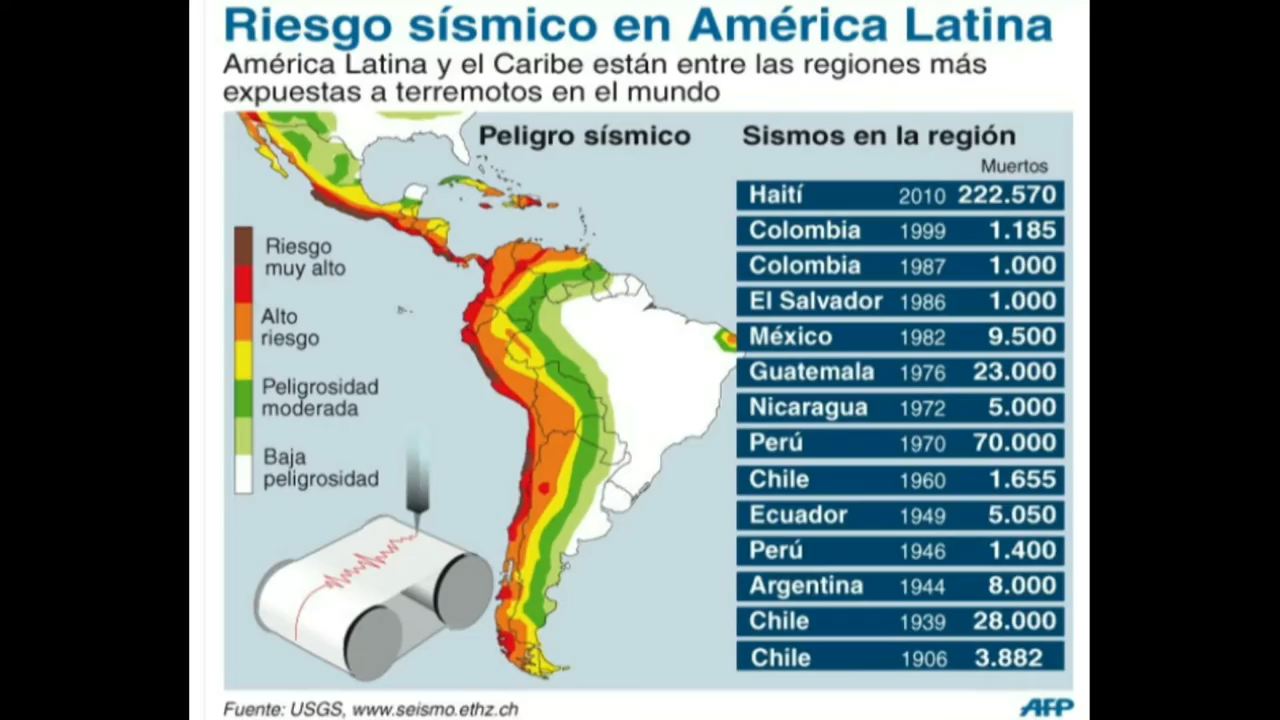 Riesgo sísmico en América Latina
América Latina y el Caribe están entre las regiones más
expuestas a terremotos en el mundo
Peligro sísmico
Riesgo
muy alto
Alto
riesgo
Peligrosidad
moderada
Baja
peligrosidad
Sismos en la región
Muertos
Haití 2010 222.570
Colombia 1999 1.185
Colombia 1987 1.000
El Salvador 1986 1.000
México 1982 9.500
Guatemala 1976 23.000
Nicaragua 1972 5.000
Perú 1970 70.000
Chile 1960 1.655
Ecuador 1949 5.050
Perú 1946 1.400
Argentina 1944 8.000
Chile 1939 28.000
Chile 1906 3.882
Fuente: USGS, www.seismo.ethz.ch
AFP